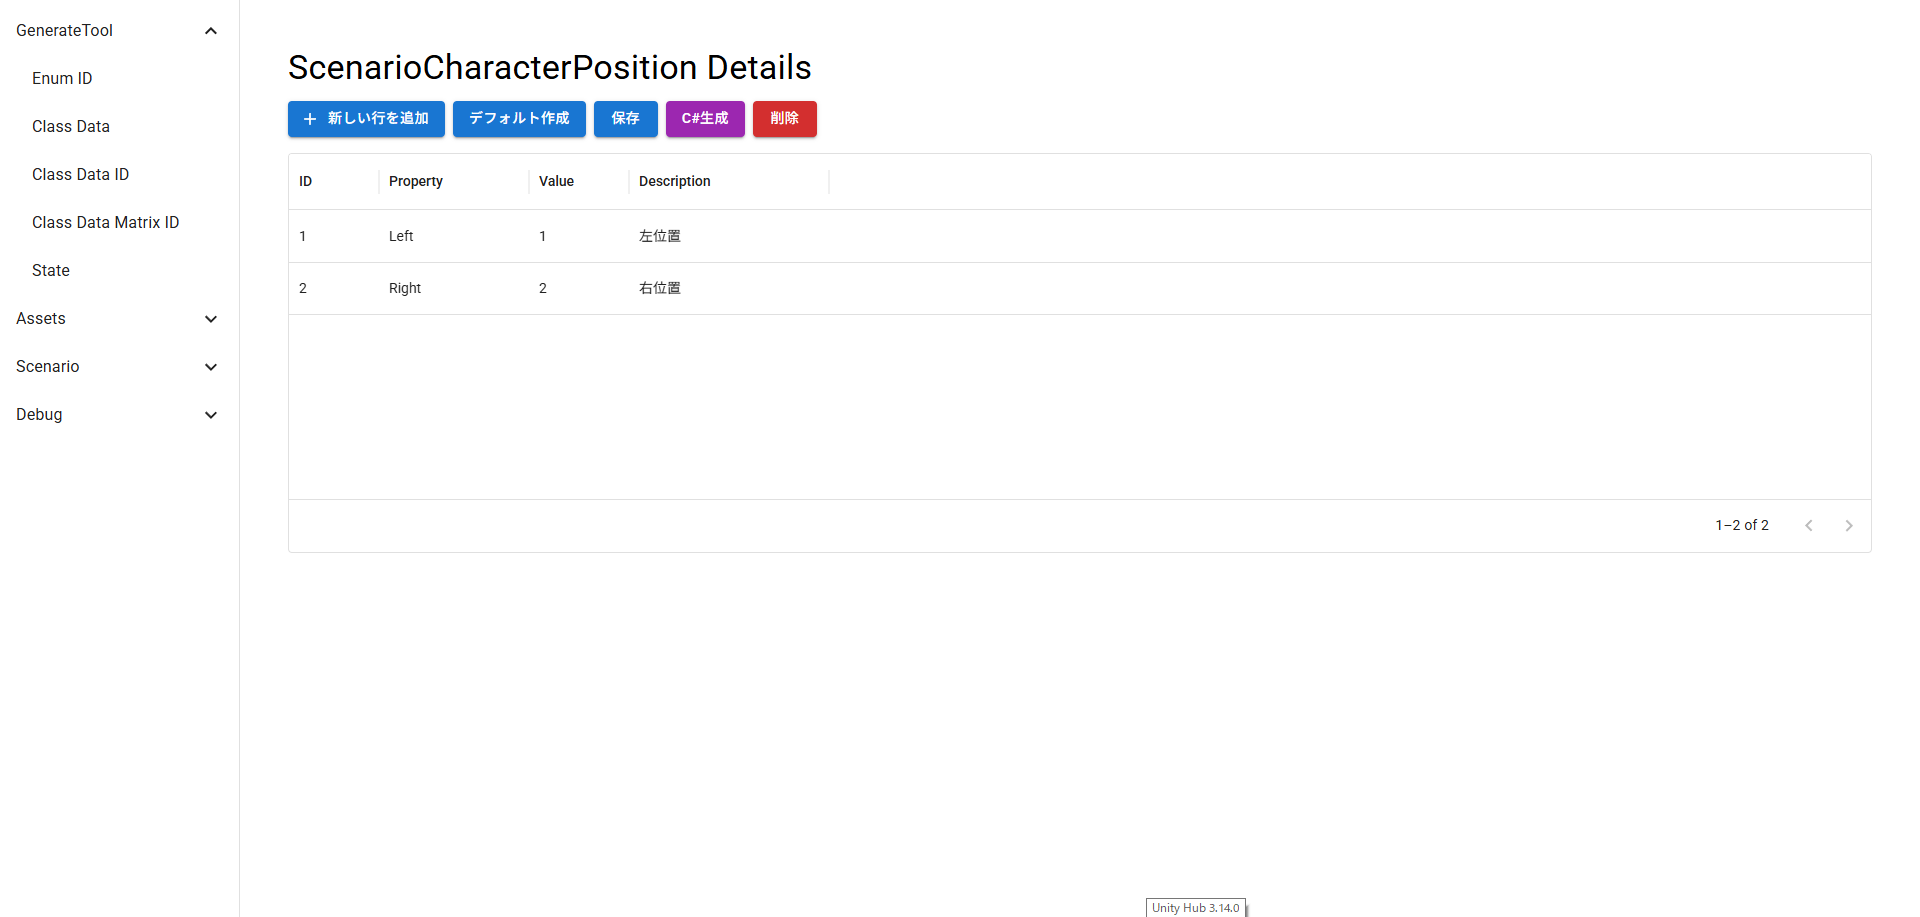 GenerateTool
Enum ID
Class Data
Class Data ID
Class Data Matrix ID
State
Assets
Scenario
Debug
ScenarioCharacterPosition Details
新しい行を追加 デフォルト作成 保存 C#生成 削除
ID Property Value Description
1 Left 1 左位置
2 Right 2 右位置
1–2 of 2
Unity Hub 3.14.0